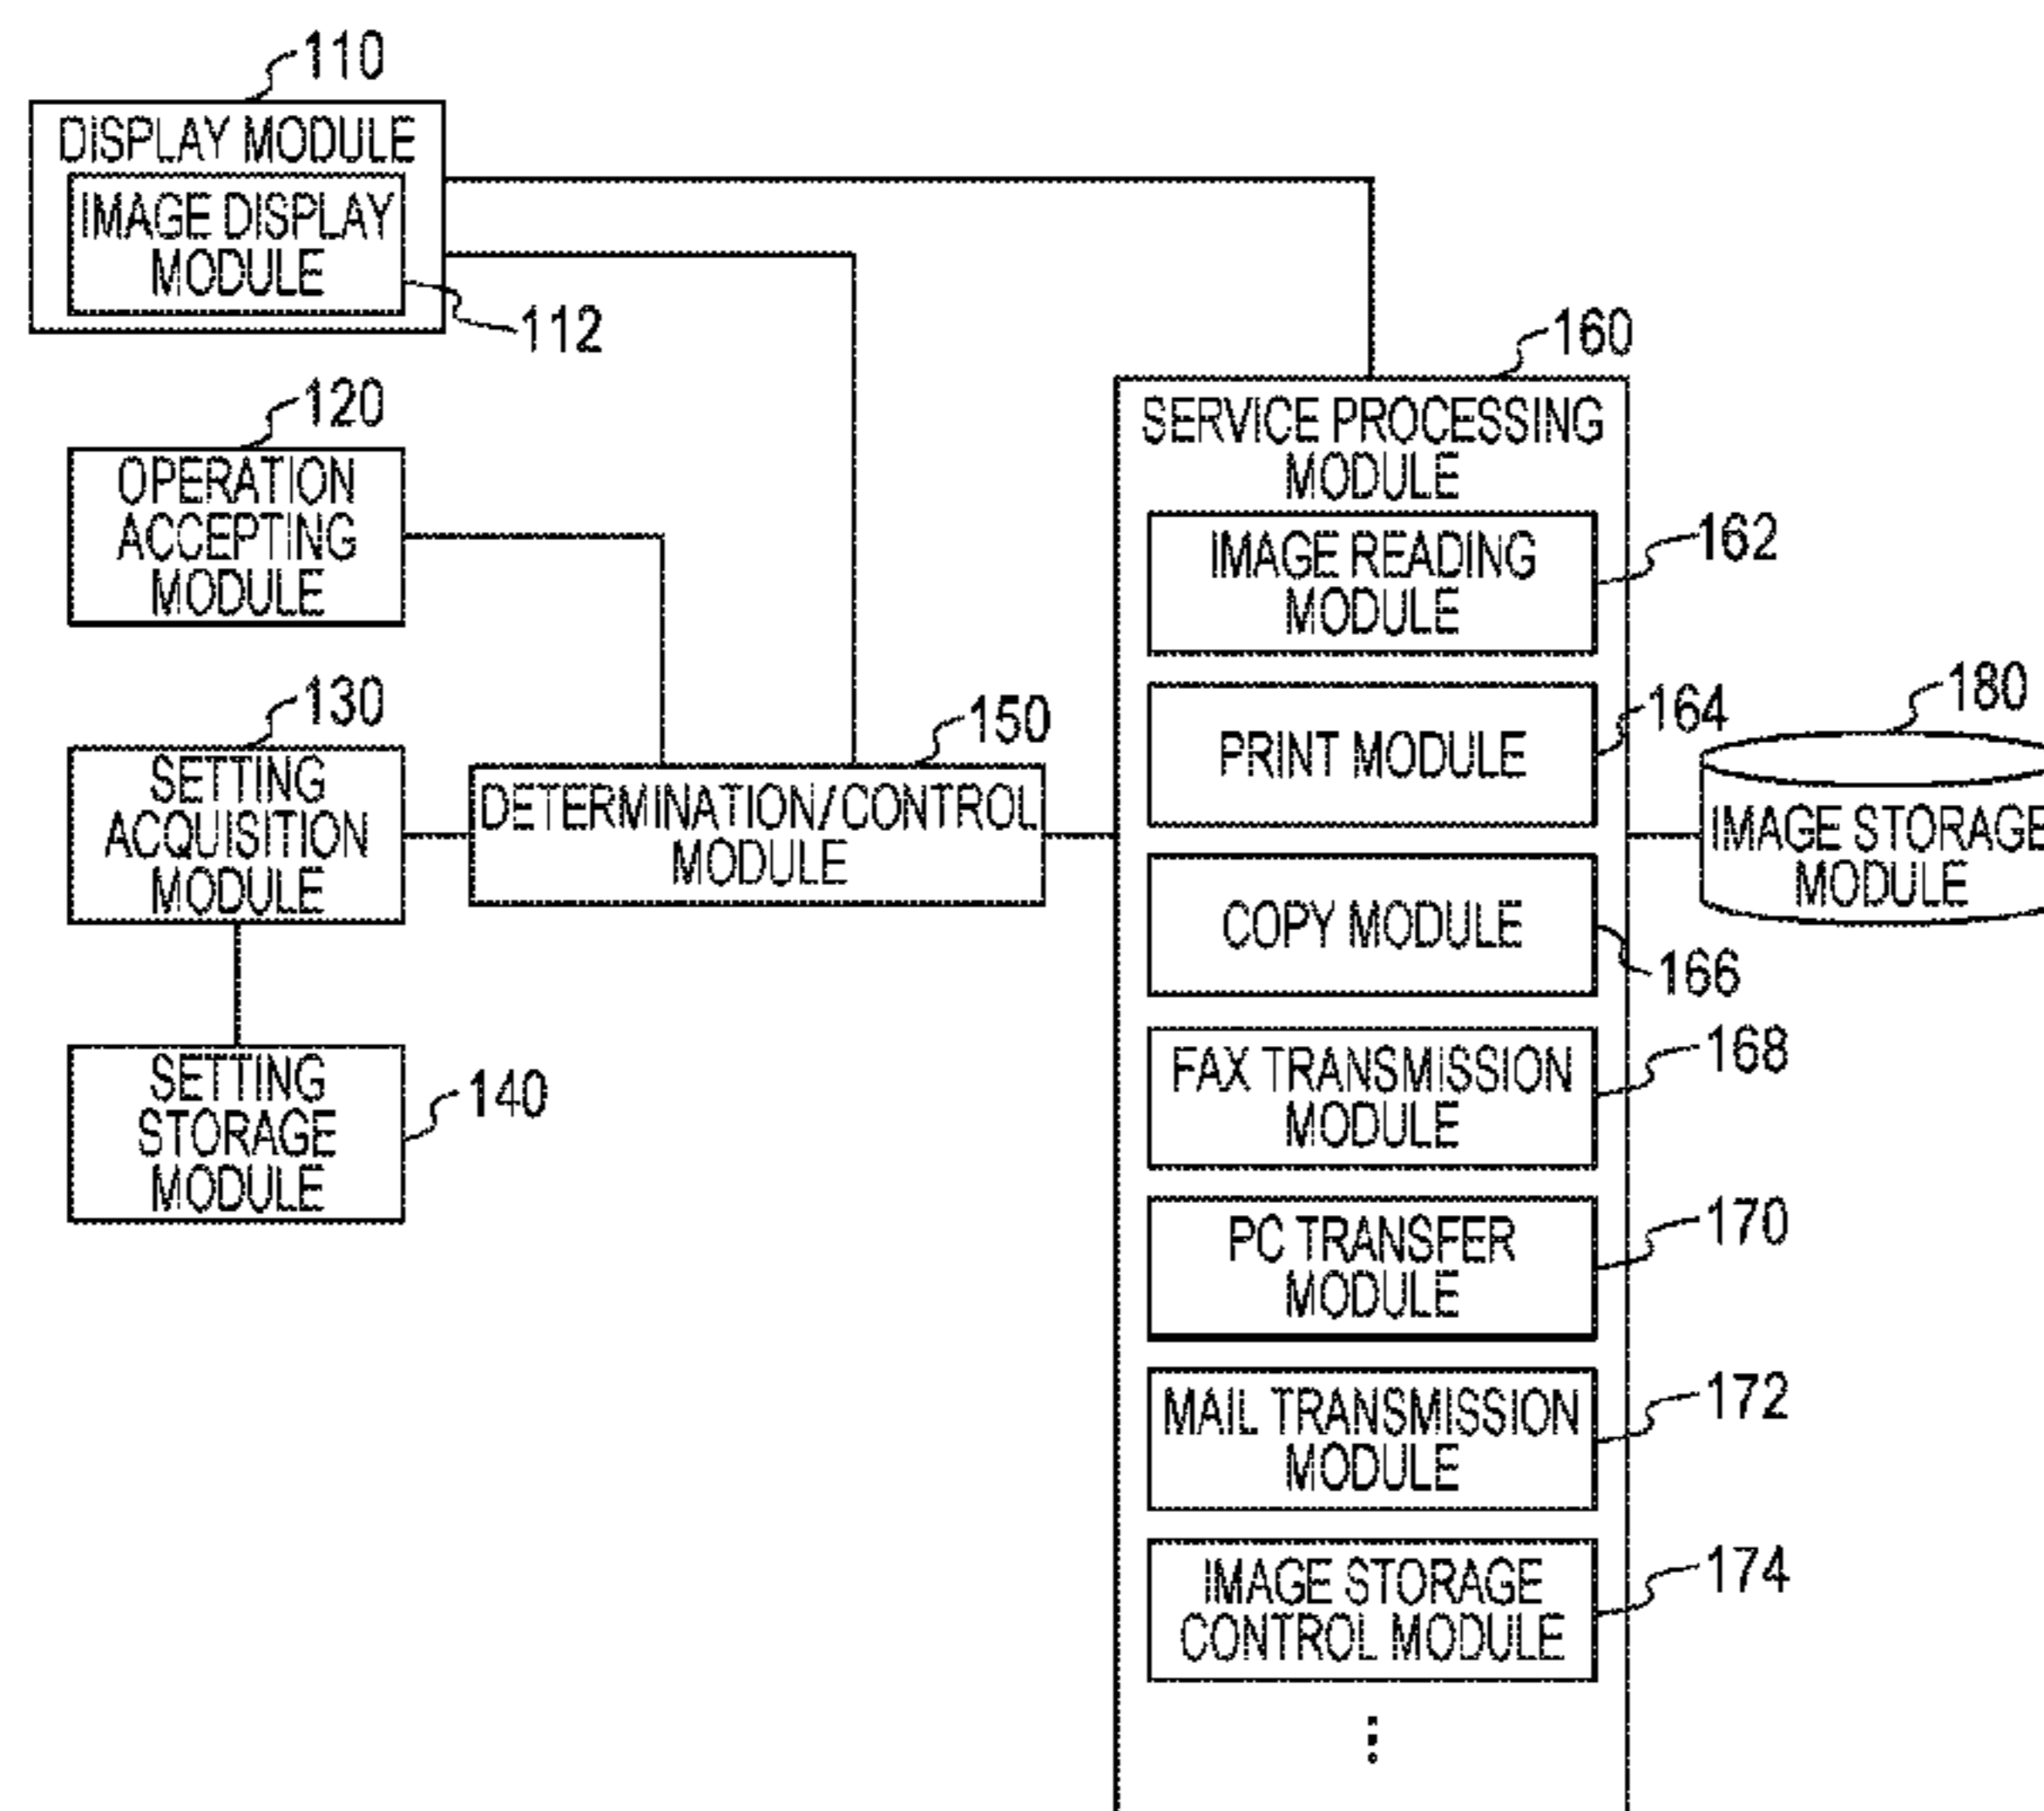 110
DISPLAY MODULE
IMAGE DISPLAY
MODULE
112
120
OPERATION
ACCEPTING
MODULE
130
SETTING
ACQUISITION
MODULE
SETTING
STORAGE
MODULE
140
150
DETERMINATION/CONTROL
MODULE
160
SERVICE PROCESSING
MODULE
IMAGE READING
MODULE
162
PRINT MODULE
164
COPY MODULE
166
FAX TRANSMISSION
MODULE
168
PC TRANSFER
MODULE
170
MAIL TRANSMISSION
MODULE
172
IMAGE STORAGE
CONTROL MODULE
174
180
IMAGE STORAGE
MODULE